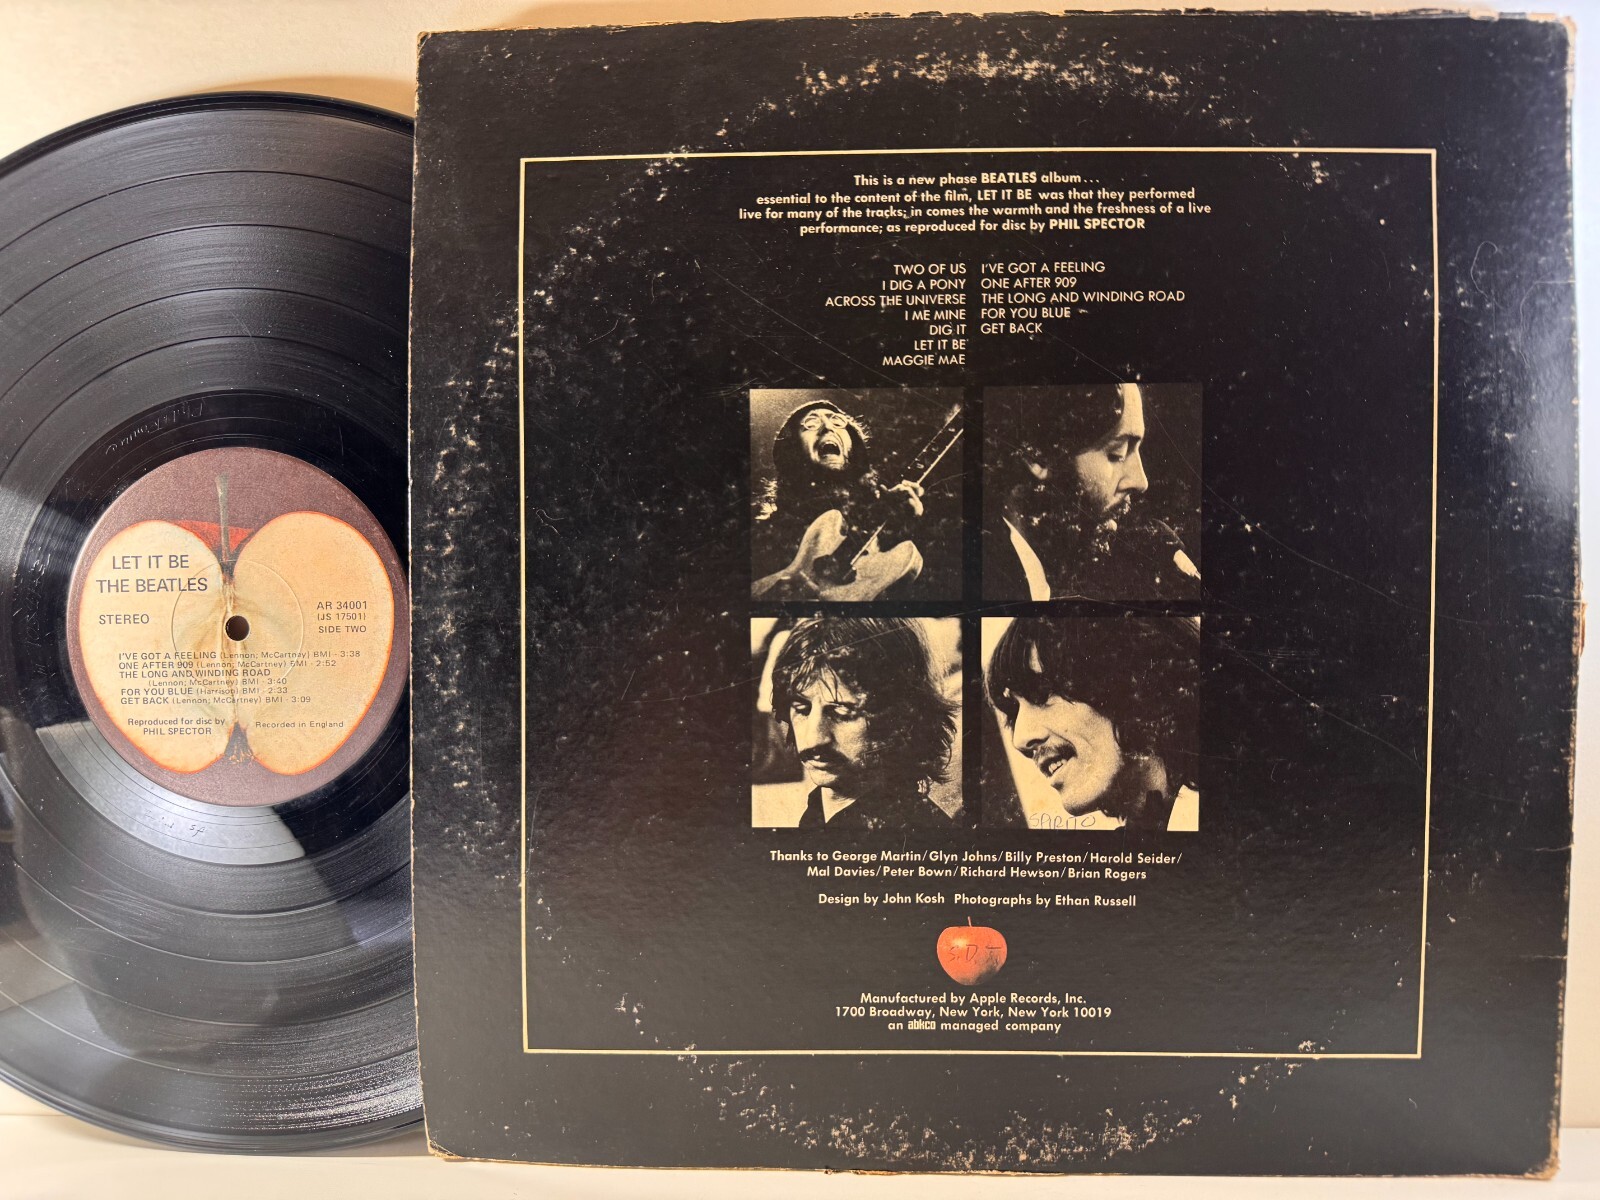 This is a new phase BEATLES album...
essential to the content of the film, LET IT BE was that they performed
live for many of the tracks; in comes the warmth and the freshness of a live
performance; as reproduced for disc by PHIL SPECTOR
TWO OF US
I DIG A PONY
ACROSS THE UNIVERSE
I ME MINE
DIG IT
LET IT BE
MAGGIE MAE
I'VE GOT A FEELING
ONE AFTER 909
THE LONG AND WINDING ROAD
FOR YOU BLUE
GET BACK
SPIRITO
Thanks to George Martin/Glyn Johns/Billy Preston/Harold Seider/
Mal Davies/Peter Bown/Richard Hewson/Brian Rogers
Design by John Kosh Photographs by Ethan Russell
Manufactured by Apple Records, Inc.
1700 Broadway, New York, New York 10019
an abkco managed company
LET IT BE
THE BEATLES
STEREO
AR 34001
(JS 17501)
SIDE TWO
I'VE GOT A FEELING (Lennon; McCartney) BMI - 3:38
ONE AFTER 909 (Lennon; McCartney) BMI - 2:52
THE LONG AND WINDING ROAD
(Lennon; McCartney) BMI - 3:40
FOR YOU BLUE (Harrison) BMI - 2:33
GET BACK (Lennon; McCartney) BMI - 3:09
Reproduced for disc by
PHIL SPECTOR
Recorded in England